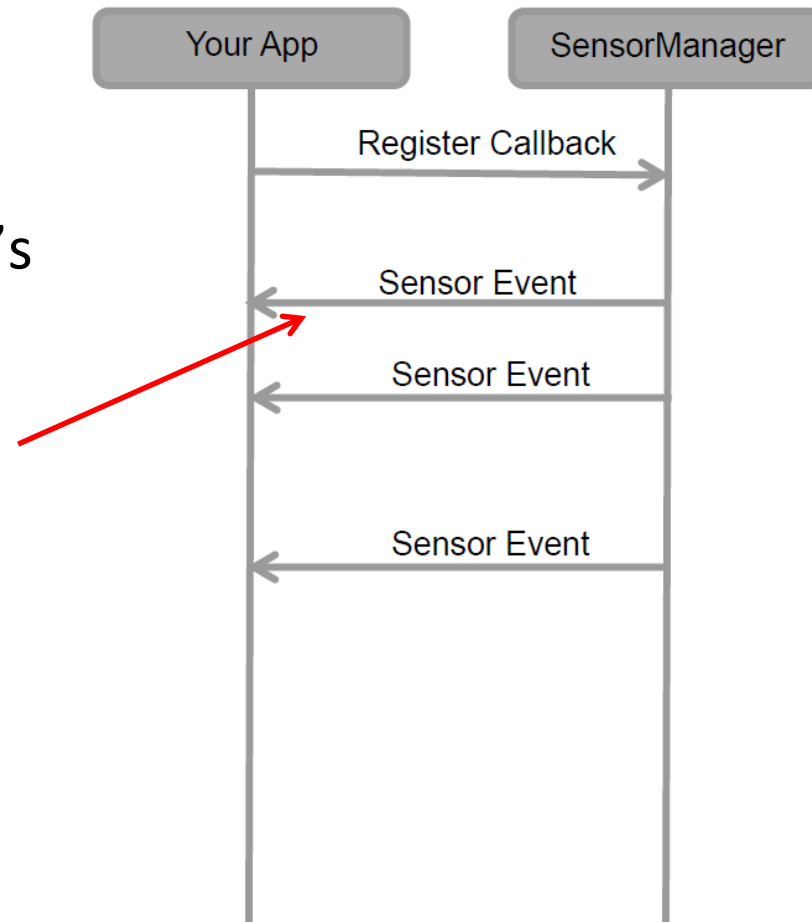 Your App
SensorManager
Register Callback
's
Sensor Event
Sensor Event
Sensor Event